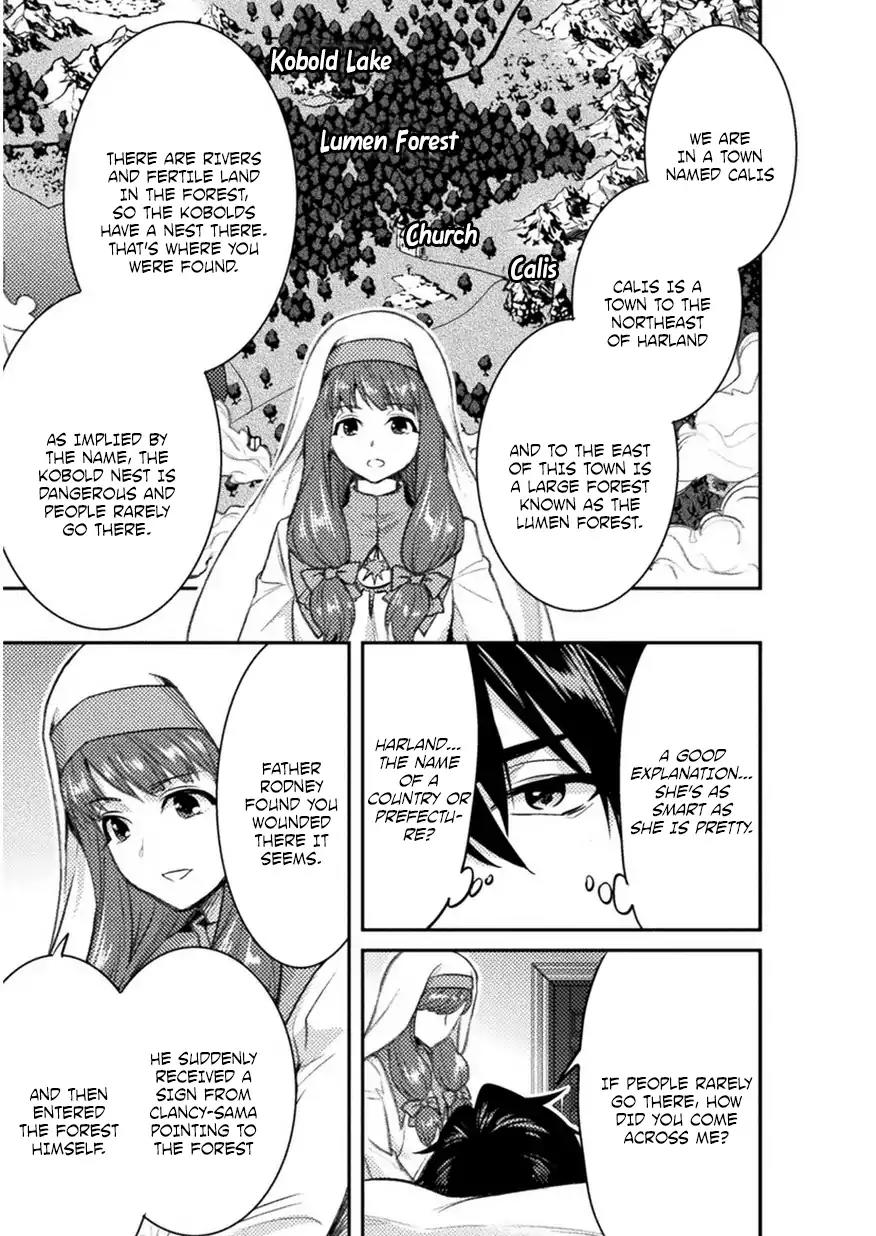 WE ARE
IN A TOWN
NAMED CALIS
CALIS IS A
TOWN TO THE
NORTHEAST
OF HARLAND
AND TO THE EAST
OF THIS TOWN IS
A LARGE FOREST
KNOWN AS THE
LUMEN FOREST.
Kobold Lake
Lumen Forest
Church
Calis
THERE ARE RIVERS
AND FERTILE LAND
IN THE FOREST,
SO THE KOBOLDS
HAVE A NEST THERE.
THAT'S WHERE YOU
WERE FOUND.
AS IMPLIED BY
THE NAME, THE
KOBOLD NEST IS
DANGEROUS AND
PEOPLE RARELY
GO THERE.
A GOOD
EXPLANATION...
SHE'S AS
SMART AS
SHE IS PRETTY.
HARLAND...
THE NAME
OF A
COUNTRY OR
PREFECTU-
RE?
IF PEOPLE RARELY
GO THERE, HOW
DID YOU COME
ACROSS ME?
FATHER
RODNEY
FOUND YOU
WOUNDED
THERE IT
SEEMS.
HE SUDDENLY
RECEIVED A
SIGN FROM
CLANCY-SAMA
POINTING TO
THE FOREST
AND THEN
ENTERED
THE FOREST
HIMSELF.